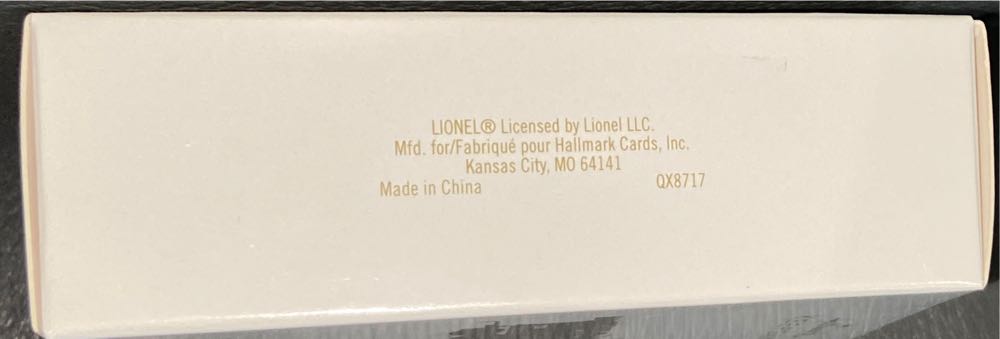 LIONEL® Licensed by Lionel LLC.
Mfd. for/Fabriqué pour Hallmark Cards, Inc.
Kansas City, MO 64141
Made in China QX8717